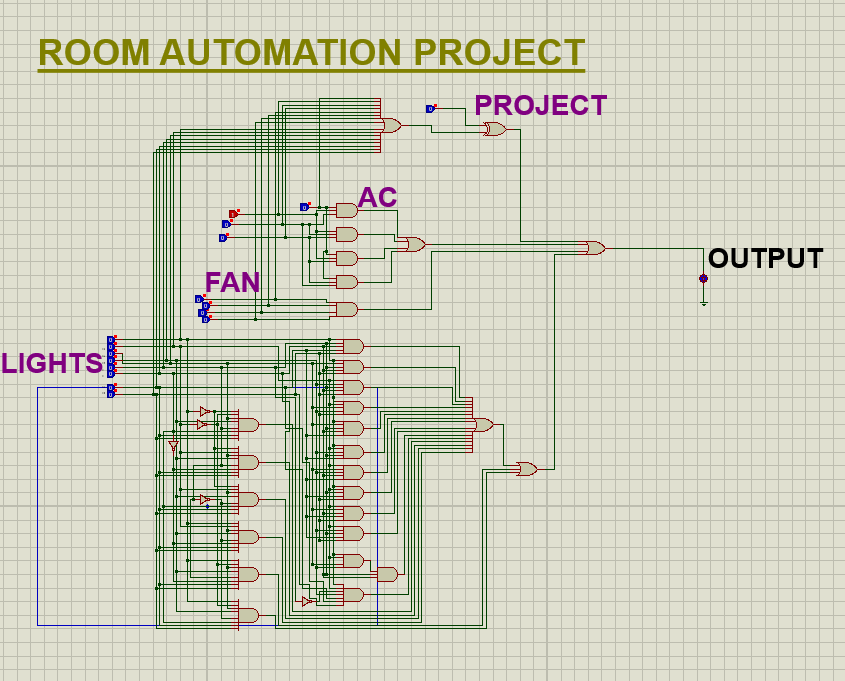 ROOM AUTOMATION PROJECT
PROJECT
AC
OUTPUT
FAN
LIGHTS